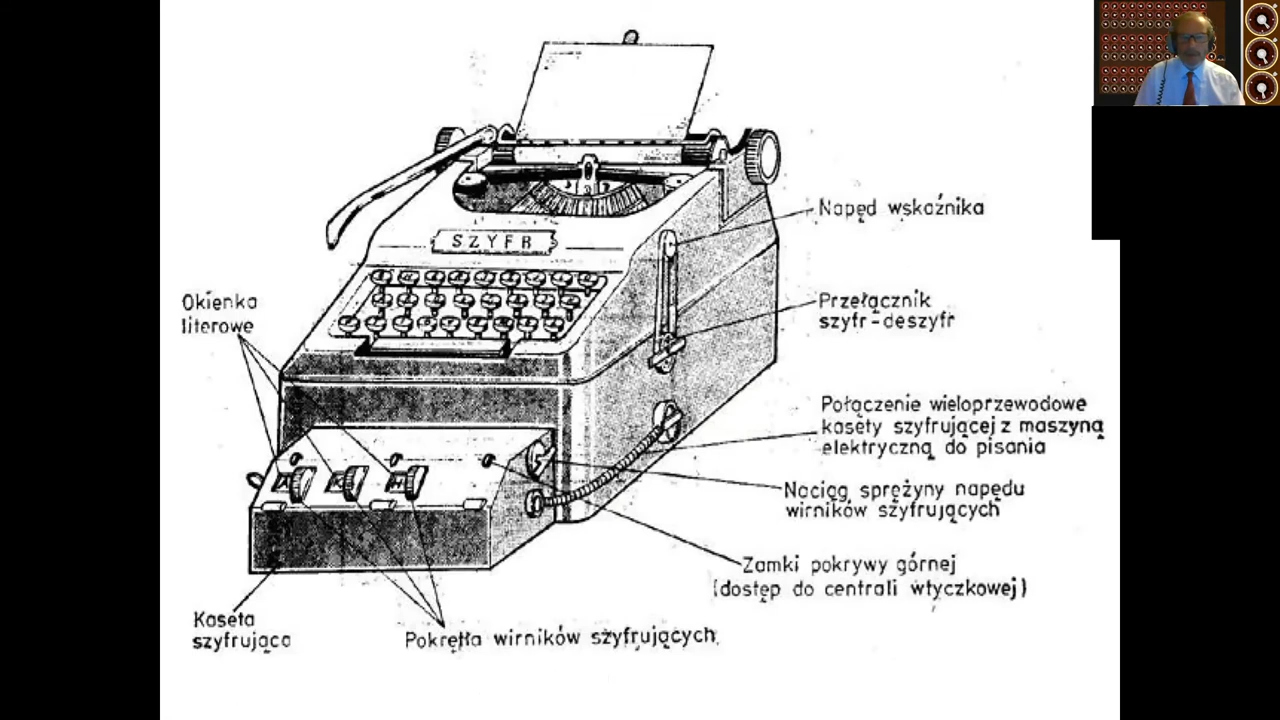 SZYFR
Napęd wskaźnika
Przełącznik
szyfr-deszyfr
Okienka
literowe
Połączenie wieloprzewodowe
kasety szyfrującej z maszyną
elektryczną do pisania
Naciąg sprężyny napędu
wirników szyfrujących
Zamki pokrywy górnej
(dostęp do centrali wtyczkowej)
Kaseta
szyfrująca
Pokrętła wirników szyfrujących